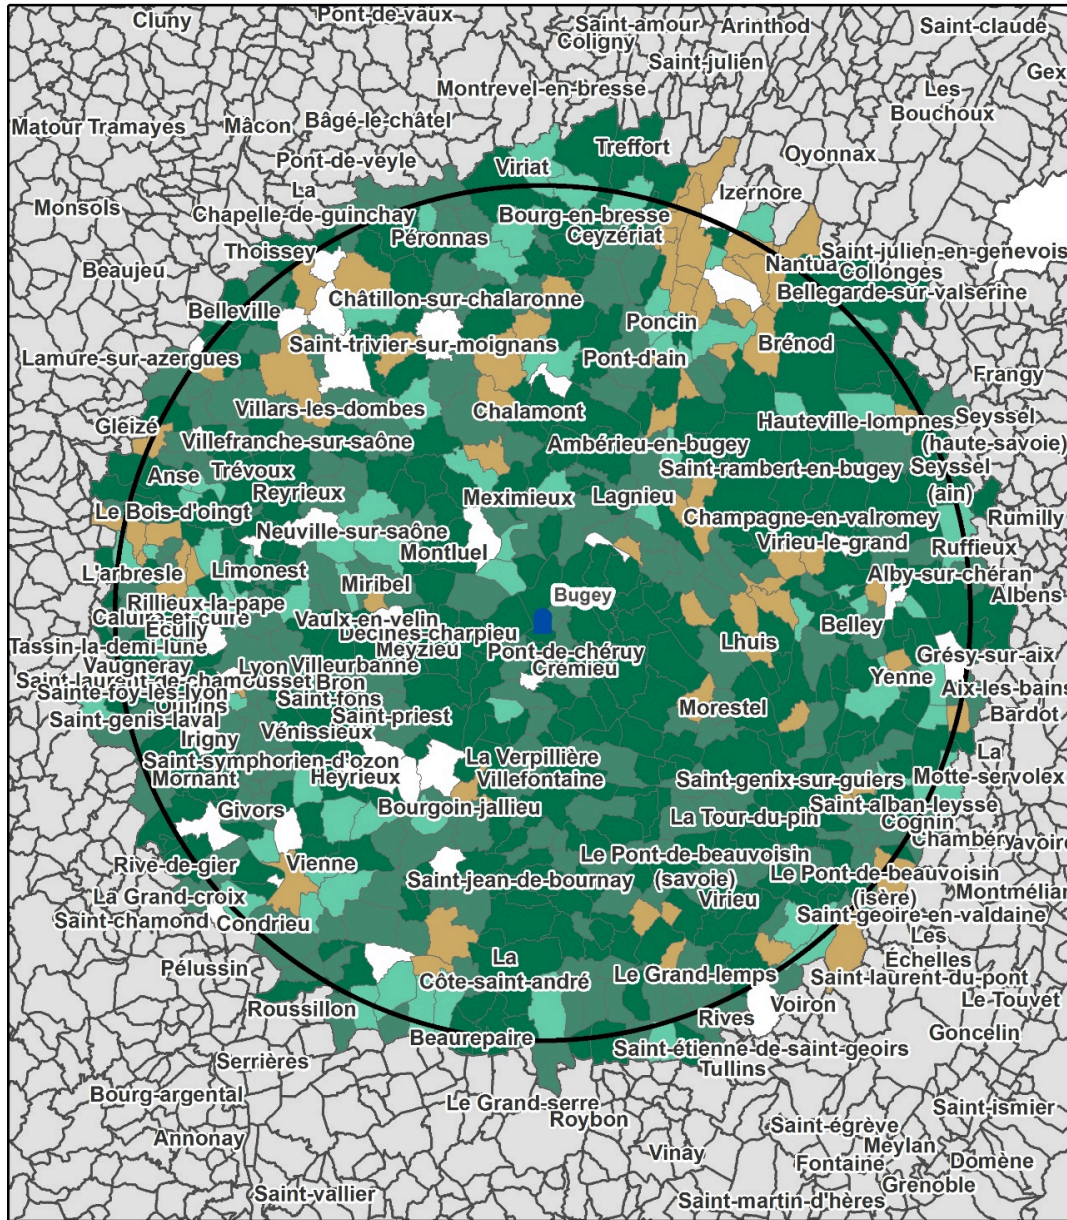 Cluny
Pont-de-vaux
Saint-amour
Arinthod
Saint-claude
Coligny
Saint-julien
Gex
Montrevel-en-bresse
Les
Bouchoux
Matour
Tramayes
Mâcon
Bâgé-le-châtel
Treffort
Oyonnax
Pont-de-veyle
Viriat
La
Chapelle-de-guinchay
Izernore
Monsols
Bourg-en-bresse
Péronnas
Ceyzériat
Thoissey
Saint-julien-en-genevois
Nantua
Collonges
Beaujeu
Bellegarde-sur-valserine
Châtillon-sur-chalaronne
Belleville
Poncin
Saint-trivier-sur-moignans
Brénod
Lamure-sur-azergues
Pont-d'ain
Frangy
Villars-les-dombes
Chalamont
Hauteville-lompnes
Seyssel
(haute-savoie)
Gleizé
Villefranche-sur-saône
Ambérieu-en-bugey
Saint-rambert-en-bugey
Seyssel
(ain)
Anse
Trévoux
Reyrieux
Meximieux
Lagnieu
Le Bois-d'oingt
Champagne-en-valromey
Rumilly
Neuville-sur-saône
Montluel
Virieu-le-grand
Ruffieux
L'arbresle
Limonest
Miribel
Bugey
Alby-sur-chéran
Albens
Rillieux-la-pape
Caluire-et-cuire
Vaulx-en-velin
Belley
Écully
Décines-charpieu
Lhuis
Tassin-la-demi-lune
Meyzieu
Pont-de-chéruy
Grésy-sur-aix
Vaugneray
Lyon
Villeurbanne
Crémieu
Yenne
Saint-laurent-de-chamousset
Bron
Aix-les-bains
Sainte-foy-lès-lyon
Oullins
Saint-fons
Morestel
Saint-genis-laval
Saint-priest
Bardot
Irigny
Vénissieux
La
Motte-servolex
Saint-symphorien d'ozon
La Verpillière
Mornant
Heyrieux
Villefontaine
Saint-genix-sur-guiers
Givors
Bourgoin-jallieu
La Tour-du-pin
Saint-alban-leysse
Cognin
Chambéry
Rive-de-gier
Vienne
Le Pont-de-beauvoisin
(savoie)
Le Pont-de-beauvoisin
(isère)
Saint-jean-de-bournay
Virieu
Montmélian
La Grand-croix
Saint-chamond
Condrieu
Saint-geoire-en-valdaine
Les
Échelles
Pélussin
La
Côte-saint-andré
Le Grand-lemps
Saint-laurent-du-pont
Roussillon
Voiron
Le Touvet
Rives
Beaurepaire
Goncelin
Saint-étienne-de-saint-geoirs
Serrières
Tullins
Bourg-argental
Le Grand-serre
Roybon
Saint-ismier
Saint-égrève
Annonay
Vinay
Meylan
Fontaine
Domène
Grenoble
Saint-vallier
Saint-martin-d'hères